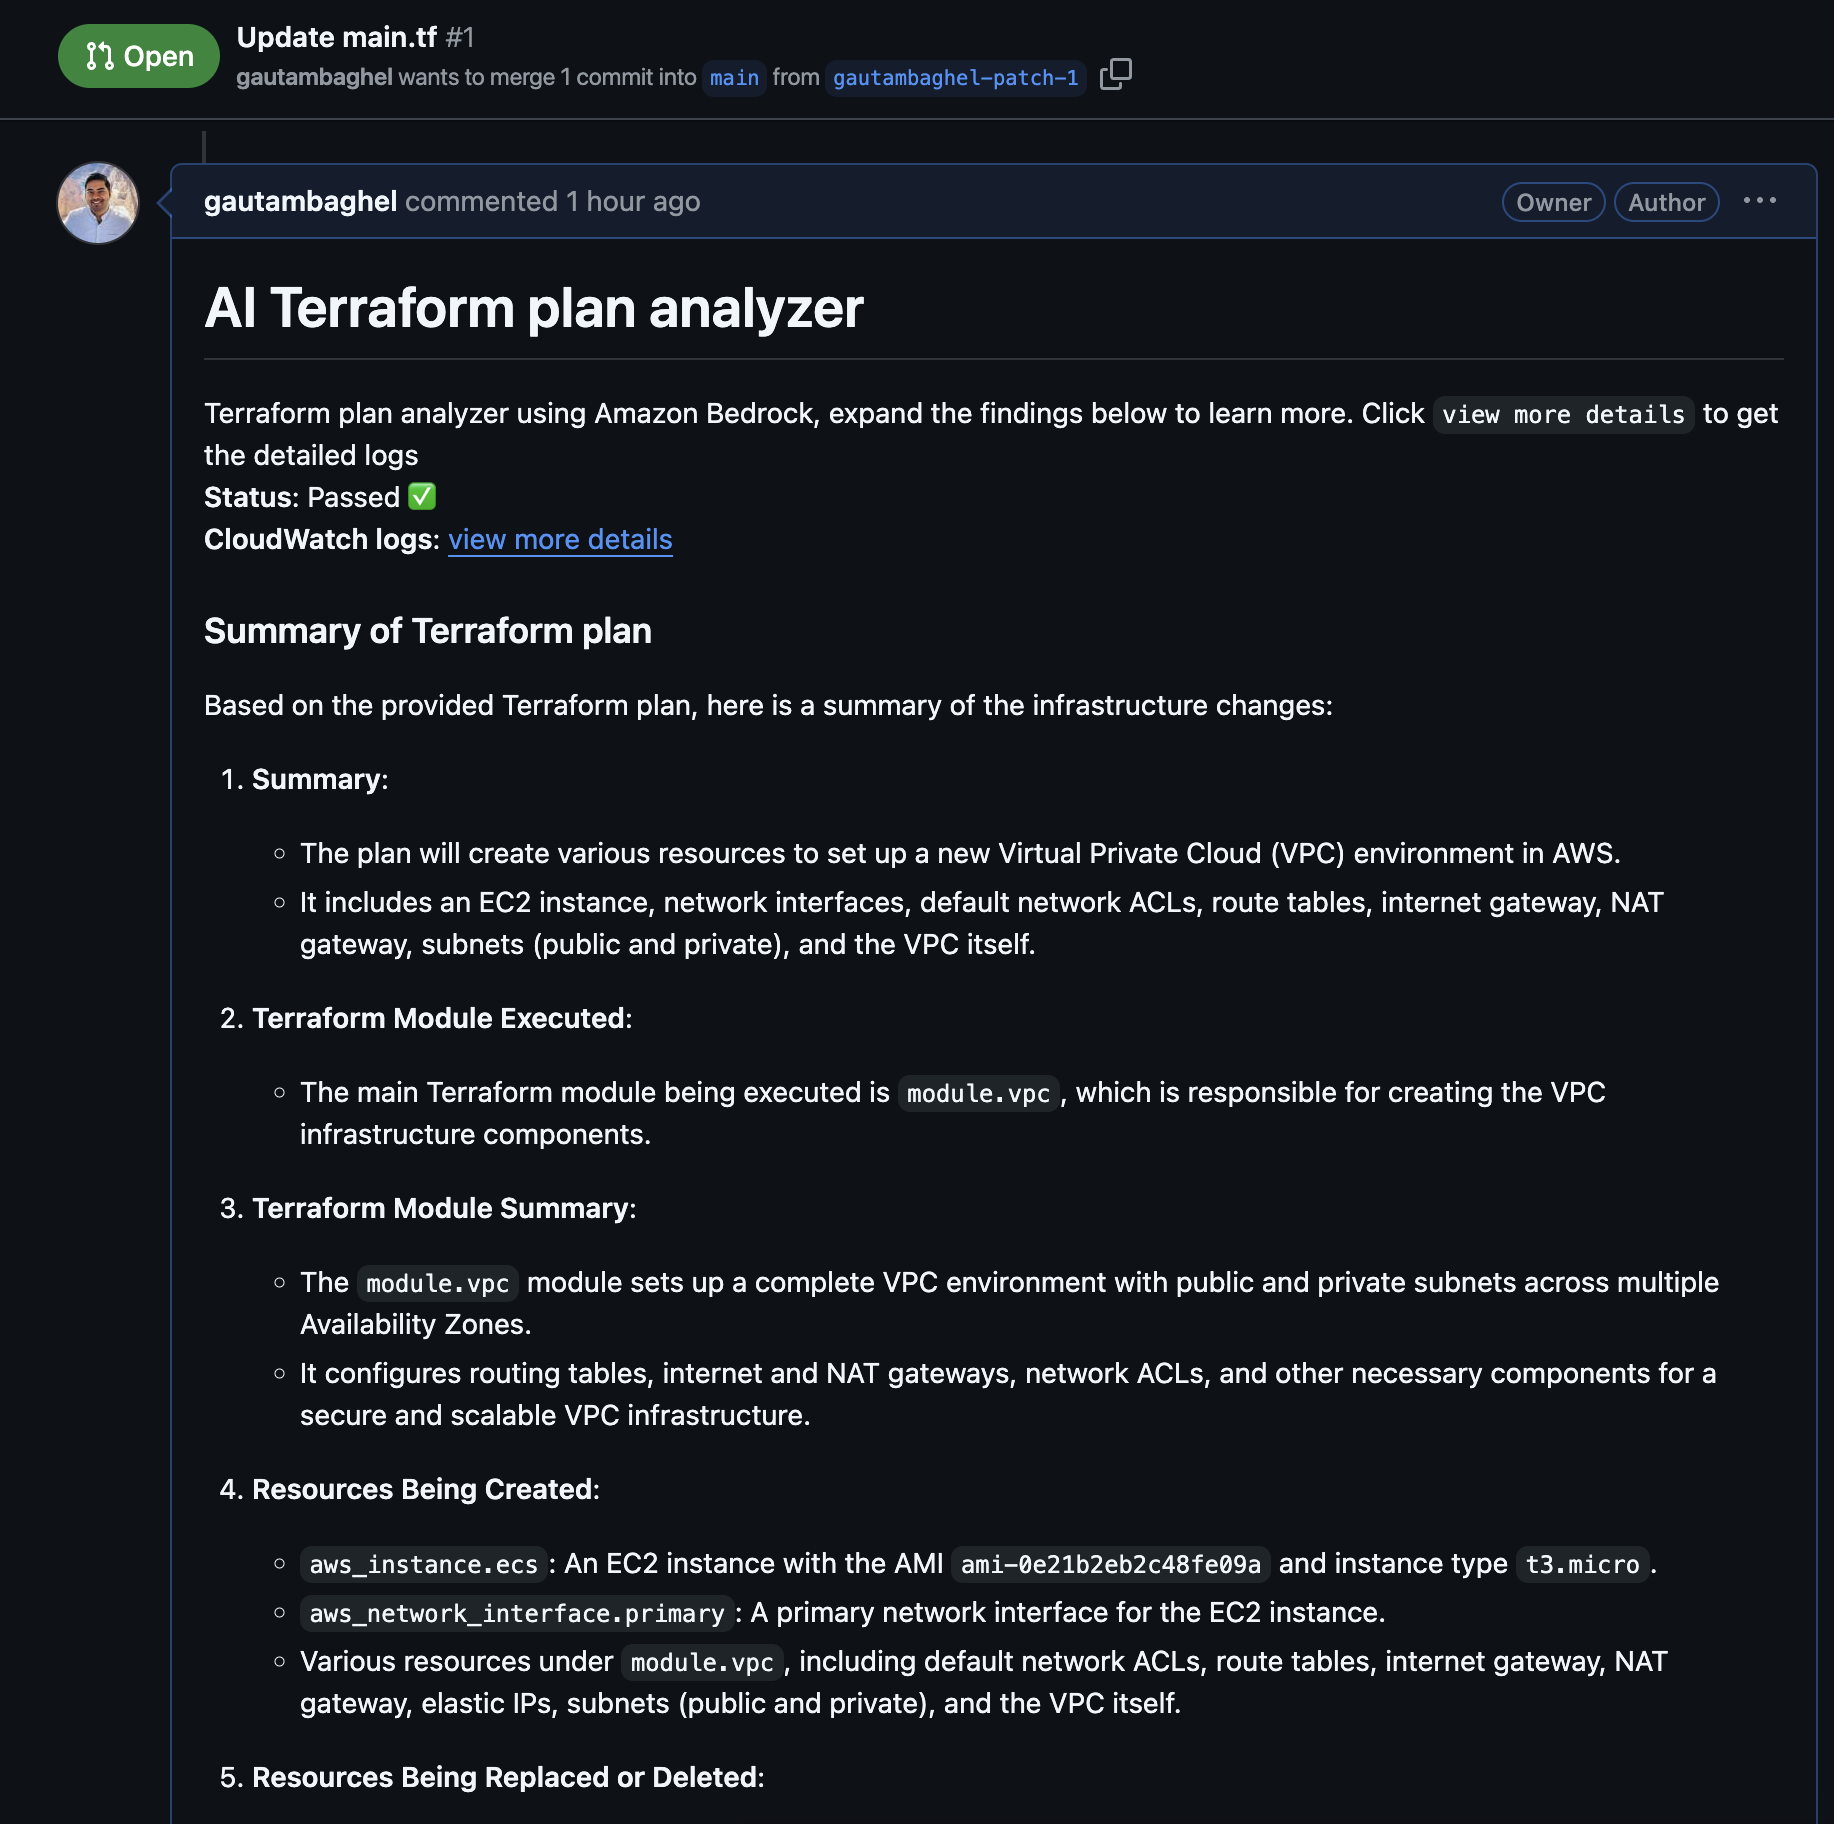 Open
Update main.tf #1
gautambaghel wants to merge 1 commit into main from gautambaghel-patch-1
gautambaghel commented 1 hour ago
Owner
Author
AI Terraform plan analyzer
Terraform plan analyzer using Amazon Bedrock, expand the findings below to learn more. Click view more details to get
the detailed logs
Status: Passed ✅
CloudWatch logs: view more details
Summary of Terraform plan
Based on the provided Terraform plan, here is a summary of the infrastructure changes:
1. Summary:
◦ The plan will create various resources to set up a new Virtual Private Cloud (VPC) environment in AWS.
◦ It includes an EC2 instance, network interfaces, default network ACLs, route tables, internet gateway, NAT
gateway, subnets (public and private), and the VPC itself.
2. Terraform Module Executed:
◦ The main Terraform module being executed is module.vpc, which is responsible for creating the VPC
infrastructure components.
3. Terraform Module Summary:
◦ The module.vpc module sets up a complete VPC environment with public and private subnets across multiple
Availability Zones.
◦ It configures routing tables, internet and NAT gateways, network ACLs, and other necessary components for a
secure and scalable VPC infrastructure.
4. Resources Being Created:
◦ aws_instance.ecs: An EC2 instance with the AMI ami-0e21b2eb2c48fe09a and instance type t3.micro.
◦ aws_network_interface.primary: A primary network interface for the EC2 instance.
◦ Various resources under module.vpc, including default network ACLs, route tables, internet gateway, NAT
gateway, elastic IPs, subnets (public and private), and the VPC itself.
5. Resources Being Replaced or Deleted: